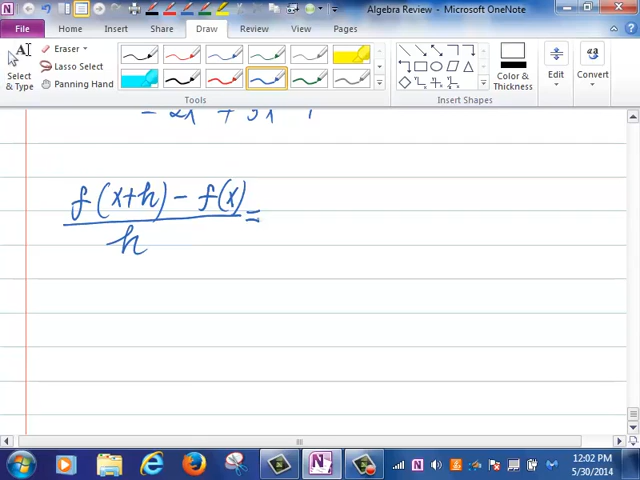 Algebra Review - Microsoft OneNote
File Home Insert Share Draw Review View
Select & Type
Eraser
Lasso Select
Panning Hand
Color & Thickness
Edit
Convert
Tools
Insert Shapes
f(x+h) - f(x) =
h
12:02 PM
5/30/2014